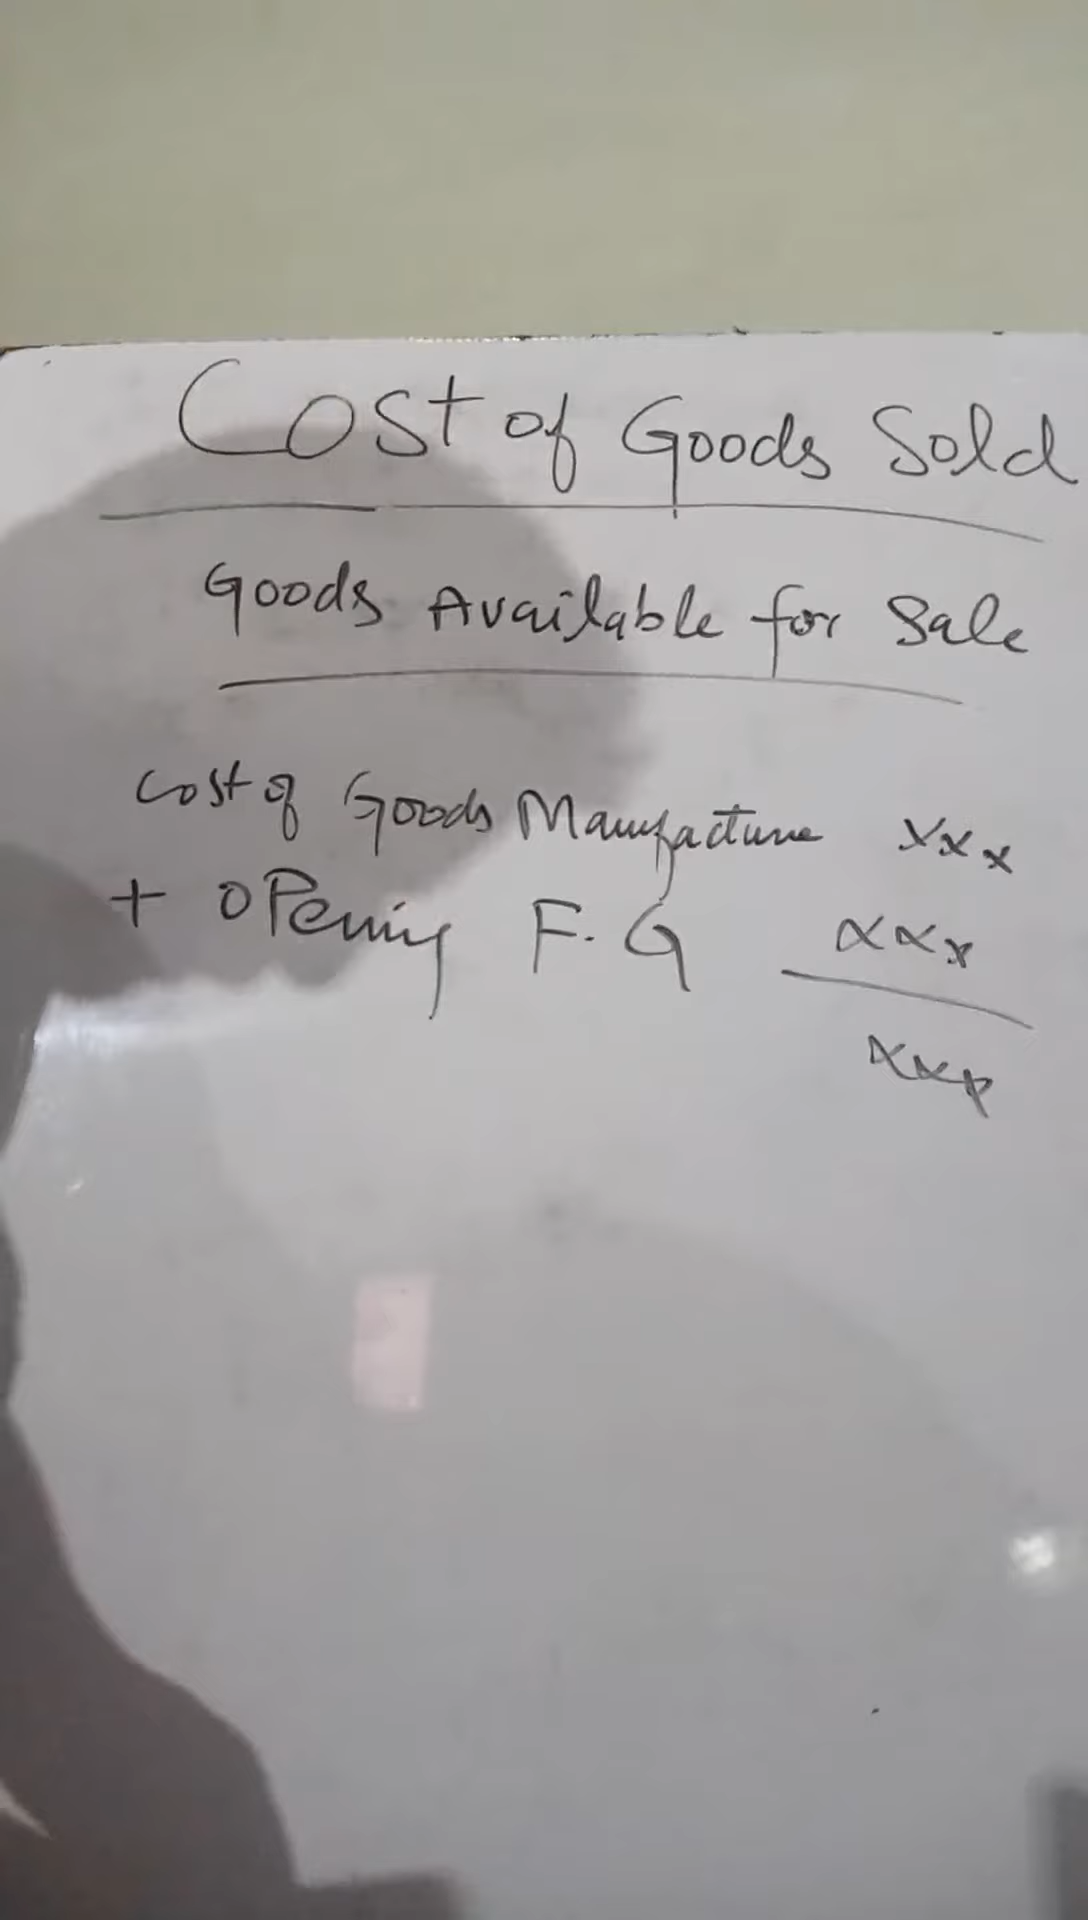 Cost of Goods Sold
Goods Available for Sale
Cost of Goods Manufacture xxx
+ Opening F.G xxx
xxx